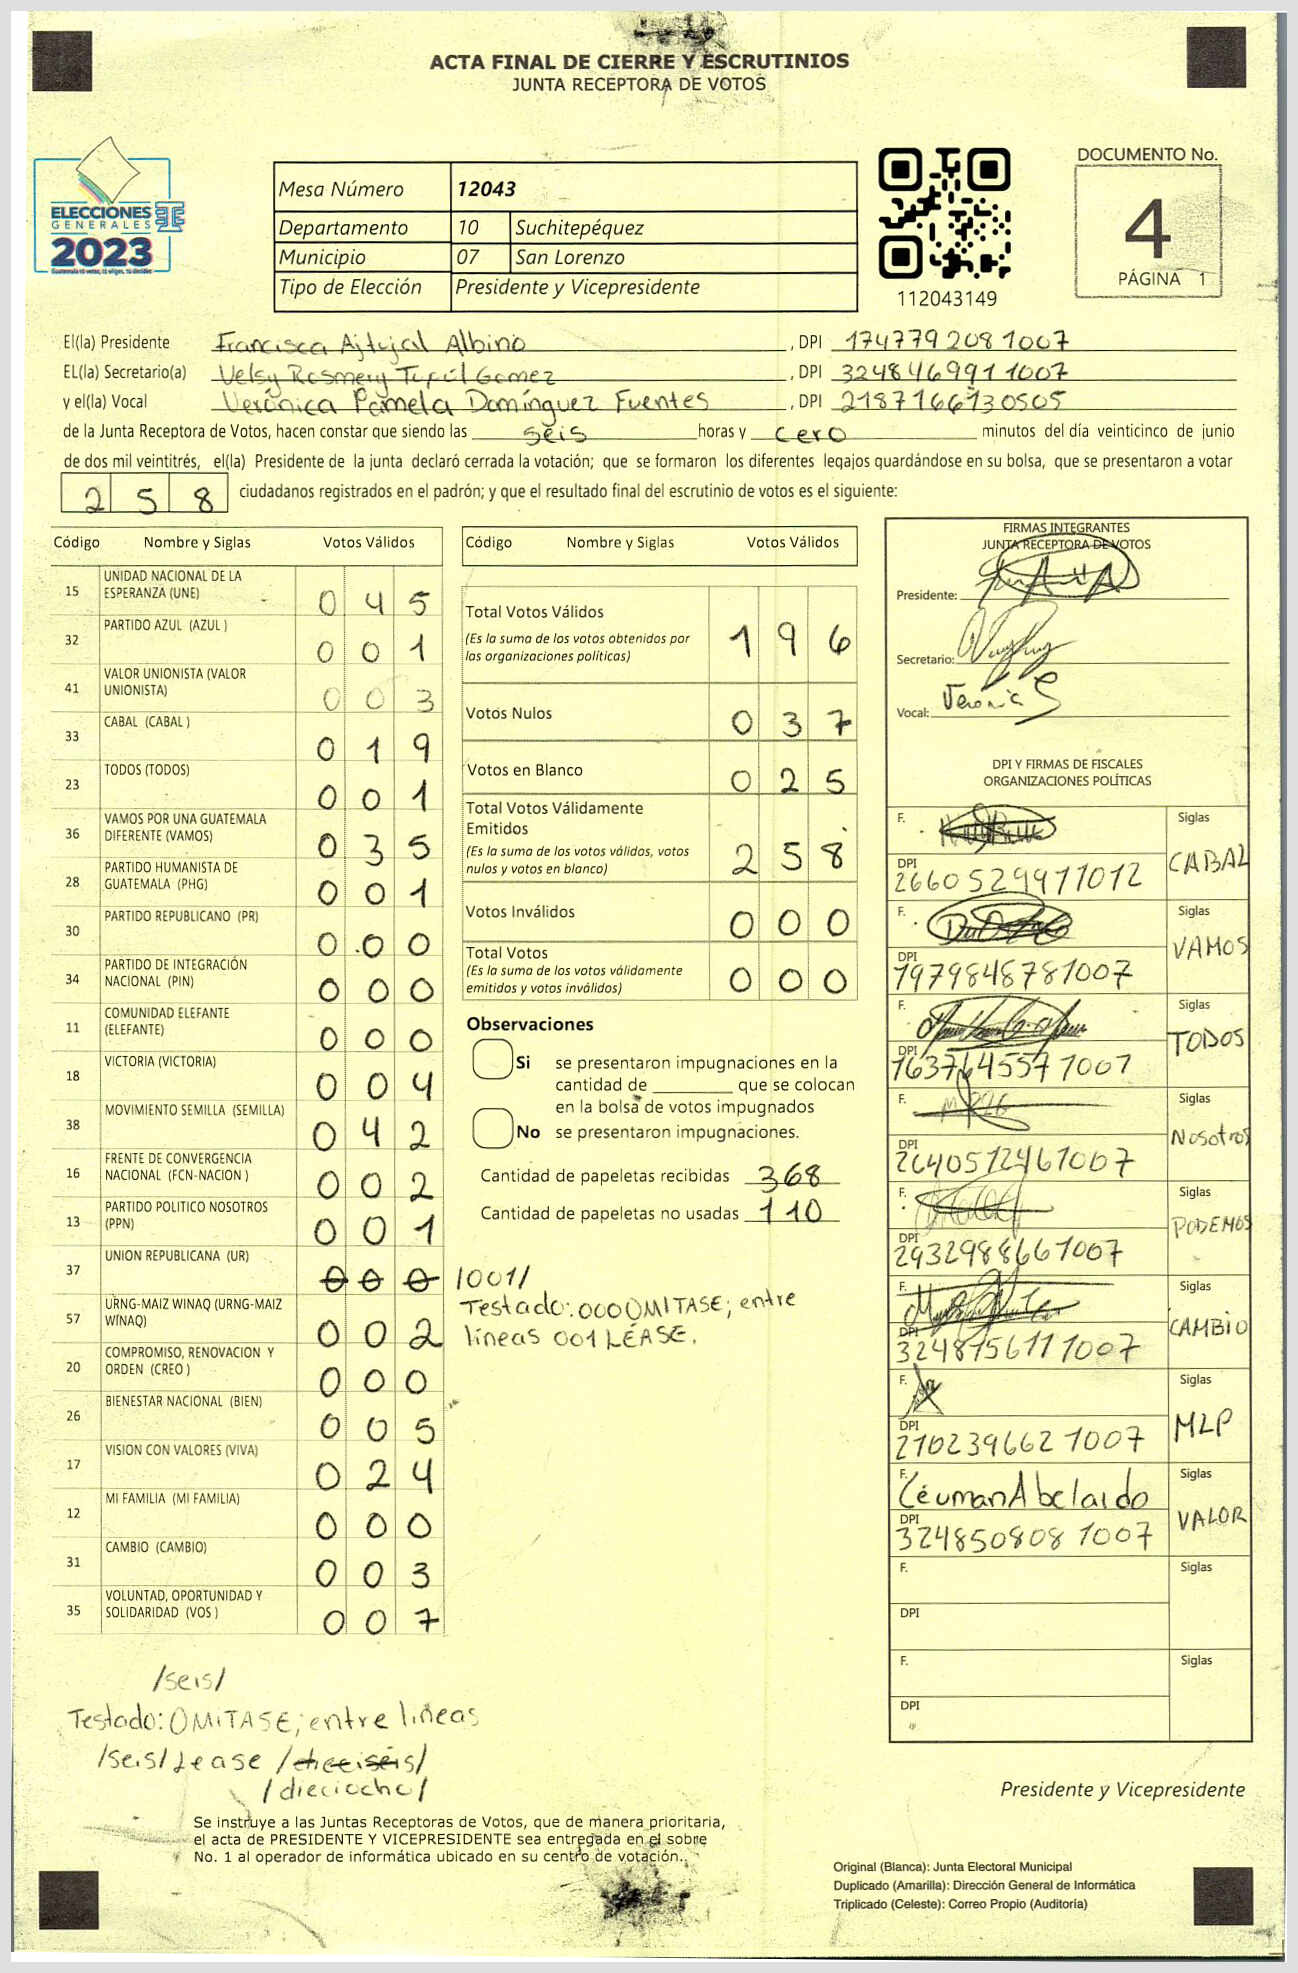 ACTA FINAL DE CIERRE Y ESCRUTINIOS
JUNTA RECEPTORA DE VOTOS
ELECCIONES
GENERALES
2023
Mesa Número 12043
Departamento 10 Suchitepéquez
Municipio 07 San Lorenzo
Tipo de Elección Presidente y Vicepresidente
112043149
DOCUMENTO No.
4
PÁGINA 1
El(la) Presidente Francisca Ajtujal Albino, DPI 174779 2081007
EL(la) Secretario(a) Velsy Rosmery Tupúl Gomez, DPI 3248469911007
y el(la) Vocal Verónica Pamela Domínguez Fuentes, DPI 2187166130505
de la Junta Receptora de Votos, hacen constar que siendo las seis horas y cero minutos del día veinticinco de junio
de dos mil veintitrés, el(la) Presidente de la junta declaró cerrada la votación; que se formaron los diferentes legajos guardándose en su bolsa, que se presentaron a votar
2 5 8 ciudadanos registrados en el padrón; y que el resultado final del escrutinio de votos es el siguiente:
Código Nombre y Siglas Votos Válidos
15 UNIDAD NACIONAL DE LA ESPERANZA (UNE) 0 4 5
32 PARTIDO AZUL (AZUL ) 0 0 1
41 VALOR UNIONISTA (VALOR UNIONISTA) 0 0 3
33 CABAL (CABAL ) 0 1 9
23 TODOS (TODOS) 0 0 1
36 VAMOS POR UNA GUATEMALA DIFERENTE (VAMOS) 0 3 5
28 PARTIDO HUMANISTA DE GUATEMALA (PHG) 0 0 1
30 PARTIDO REPUBLICANO (PR) 0 0 0
34 PARTIDO DE INTEGRACIÓN NACIONAL (PIN) 0 0 0
11 COMUNIDAD ELEFANTE (ELEFANTE) 0 0 0
18 VICTORIA (VICTORIA) 0 0 4
38 MOVIMIENTO SEMILLA (SEMILLA) 0 4 2
16 FRENTE DE CONVERGENCIA NACIONAL (FCN-NACION ) 0 0 2
13 PARTIDO POLITICO NOSOTROS (PPN) 0 0 1
37 UNION REPUBLICANA (UR) 0 0 0 /001/
57 URNG-MAIZ WINAQ (URNG-MAIZ WINAQ) 0 0 2
20 COMPROMISO, RENOVACION Y ORDEN (CREO ) 0 0 0
26 BIENESTAR NACIONAL (BIEN) 0 0 5
17 VISION CON VALORES (VIVA) 0 2 4
12 MI FAMILIA (MI FAMILIA) 0 0 0
31 CAMBIO (CAMBIO) 0 0 3
35 VOLUNTAD, OPORTUNIDAD Y SOLIDARIDAD (VOS ) 0 0 7
Código Nombre y Siglas Votos Válidos
Total Votos Válidos 1 9 6
(Es la suma de los votos obtenidos por
las organizaciones políticas)
Votos Nulos 0 3 7
Votos en Blanco 0 2 5
Total Votos Válidamente
Emitidos 2 5 8
(Es la suma de los votos válidos, votos
nulos y votos en blanco)
Votos Inválidos 0 0 0
Total Votos 0 0 0
(Es la suma de los votos válidamente
emitidos y votos inválidos)
Observaciones
Si se presentaron impugnaciones en la
cantidad de ________ que se colocan
en la bolsa de votos impugnados
No se presentaron impugnaciones.
Cantidad de papeletas recibidas 368
Cantidad de papeletas no usadas 110
Testado: 000 OMITASE; entre
líneas 001 LÉASE.
FIRMAS INTEGRANTES
JUNTA RECEPTORA DE VOTOS
Presidente:
Secretario:
Vocal:
DPI Y FIRMAS DE FISCALES
ORGANIZACIONES POLÍTICAS
F. Siglas
DPI 2660529911012 CABAL
F. Siglas
DPI 1979848781007 VAMOS
F. Siglas
DPI 1637645571007 TODOS
F. Siglas
DPI 2640512461007 Nosotros
F. Siglas
DPI 2932988661007 PODEMOS
F. Siglas
DPI 3248156111007 CAMBIO
F. Siglas
DPI 2102396621007 MLP
F. Céuman Abelardo Siglas
DPI 3248508081007 VALOR
F. Siglas
DPI
F. Siglas
DPI
/seis/
Testado: OMITASE; entre líneas
/seis/ Lease /dieciséis/
/dieciocho/
Presidente y Vicepresidente
Se instruye a las Juntas Receptoras de Votos, que de manera prioritaria,
el acta de PRESIDENTE Y VICEPRESIDENTE sea entregada en el sobre
No. 1 al operador de informática ubicado en su centro de votación.
Original (Blanca): Junta Electoral Municipal
Duplicado (Amarilla): Dirección General de Informática
Triplicado (Celeste): Correo Propio (Auditoría)